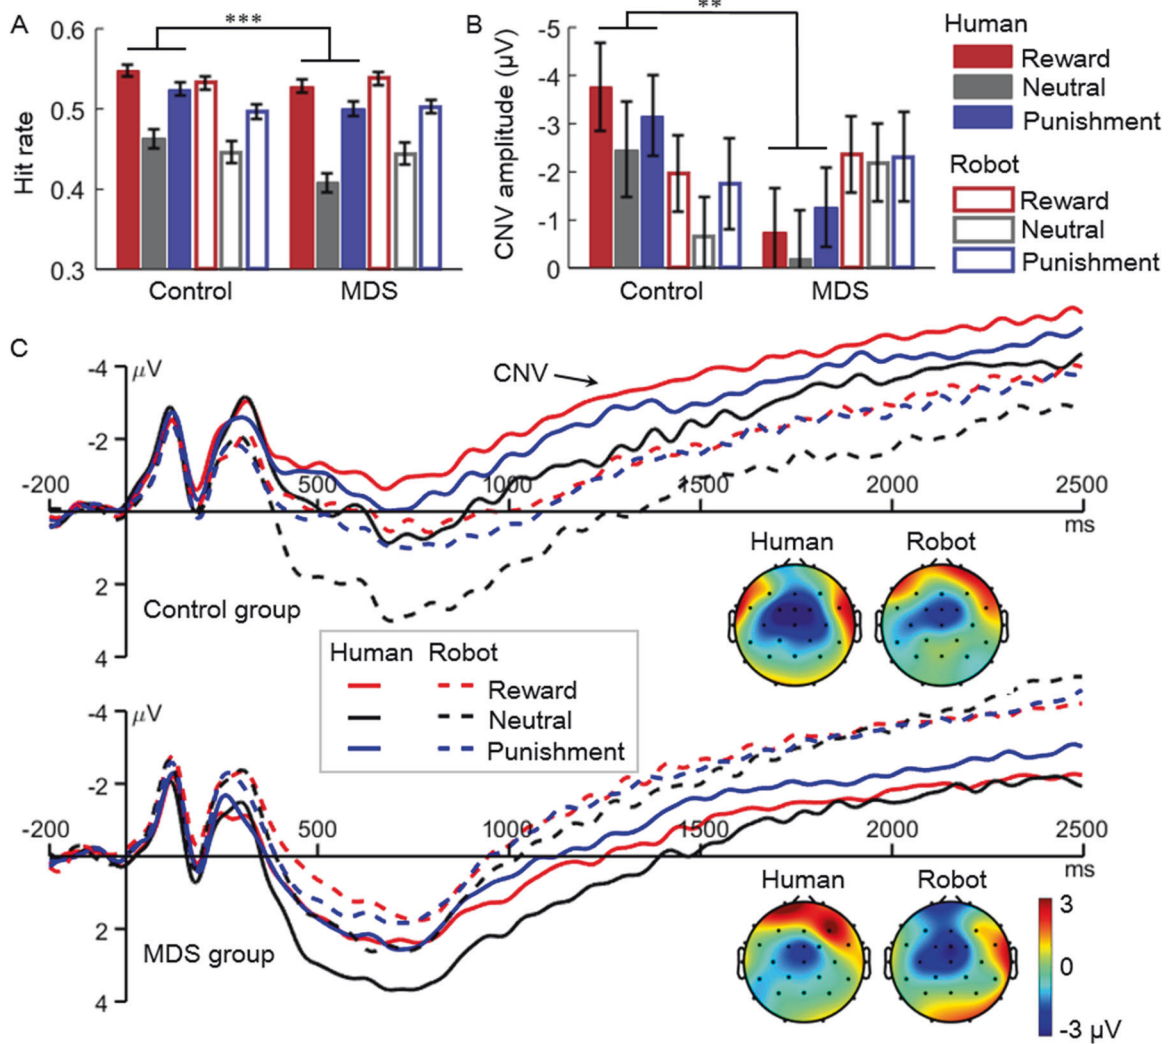 A
B
***
**
Hit rate
0.6
0.5
0.4
0.3
Control
MDS
CNV amplitude (μV)
-5
-4
-3
-2
-1
0
Control
MDS
Human
Reward
Neutral
Punishment
Robot
Reward
Neutral
Punishment
C
-4
μV
CNV
-2
-200
500
1000
1500
2000
2500
ms
2
Control group
4
Human Robot
Human Robot
Reward
Neutral
Punishment
-4
μV
-2
-200
500
1000
1500
2000
2500
ms
2
MDS group
4
Human Robot
3
0
-3 μV